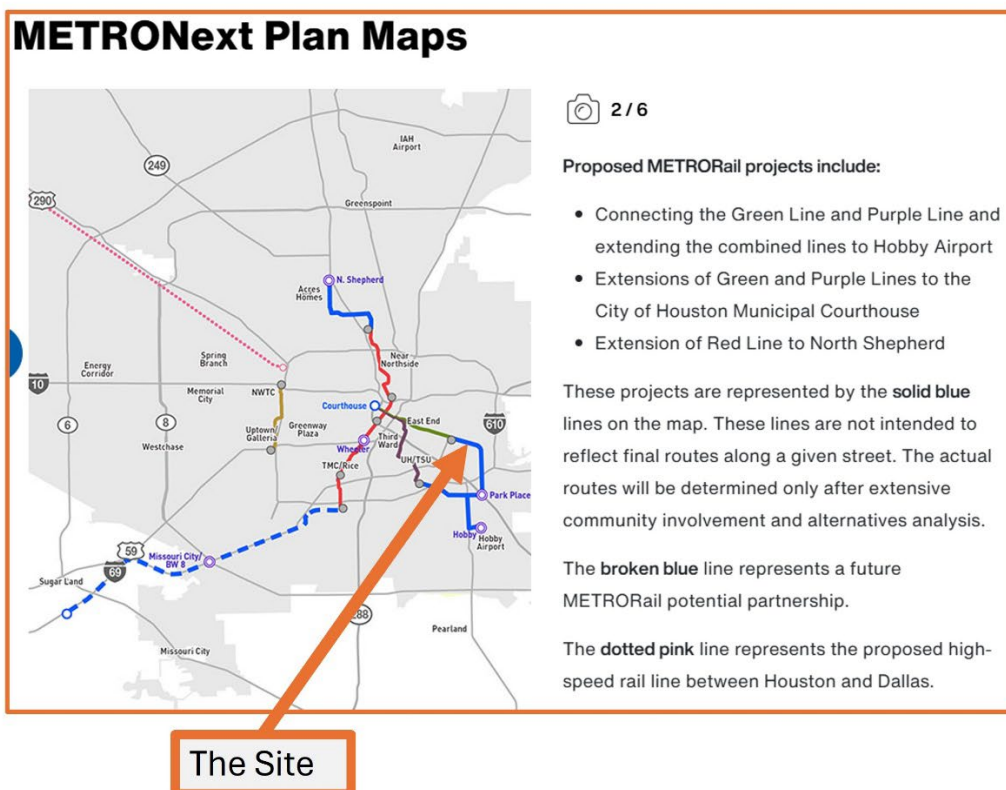 METRONext Plan Maps
2 / 6
Proposed METRORail projects include:
• Connecting the Green Line and Purple Line and
extending the combined lines to Hobby Airport
• Extensions of Green and Purple Lines to the
City of Houston Municipal Courthouse
• Extension of Red Line to North Shepherd
These projects are represented by the solid blue
lines on the map. These lines are not intended to
reflect final routes along a given street. The actual
routes will be determined only after extensive
community involvement and alternatives analysis.
The broken blue line represents a future
METRORail potential partnership.
The dotted pink line represents the proposed high-
speed rail line between Houston and Dallas.
IAH
Airport
249
290
Greenspoint
N. Shepherd
Acres
Homes
Near
Northside
Spring
Branch
Energy
Corridor
10
Memorial
City
NWTC
Courthouse
East End
610
6
8
Westchase
Uptown/
Galleria
Greenway
Plaza
Wheeler
Third
Ward
TMC/Rice
UH/TSU
Park Place
Hobby
Hobby
Airport
59
Missouri City/
BW 8
69
Sugar Land
288
Pearland
Missouri City
The Site